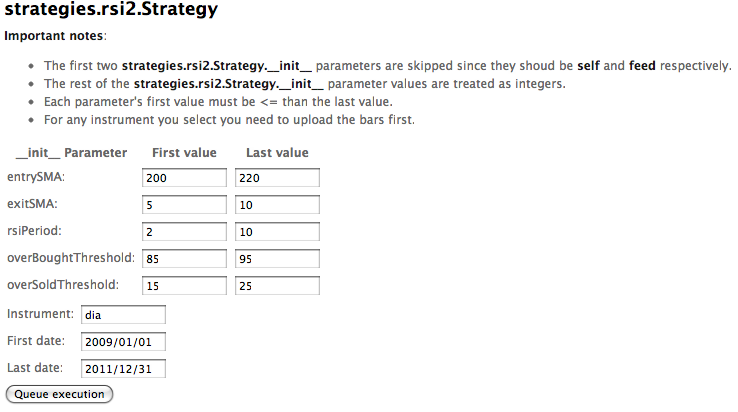 strategies.rsi2.Strategy
Important notes:
• The first two strategies.rsi2.Strategy.__init__ parameters are skipped since they shoud be self and feed respectively.
• The rest of the strategies.rsi2.Strategy.__init__ parameter values are treated as integers.
• Each parameter's first value must be <= than the last value.
• For any instrument you select you need to upload the bars first.
__init__ Parameter First value Last value
entrySMA: 200 220
exitSMA: 5 10
rsiPeriod: 2 10
overBoughtThreshold: 85 95
overSoldThreshold: 15 25
Instrument: dia
First date: 2009/01/01
Last date: 2011/12/31
Queue execution